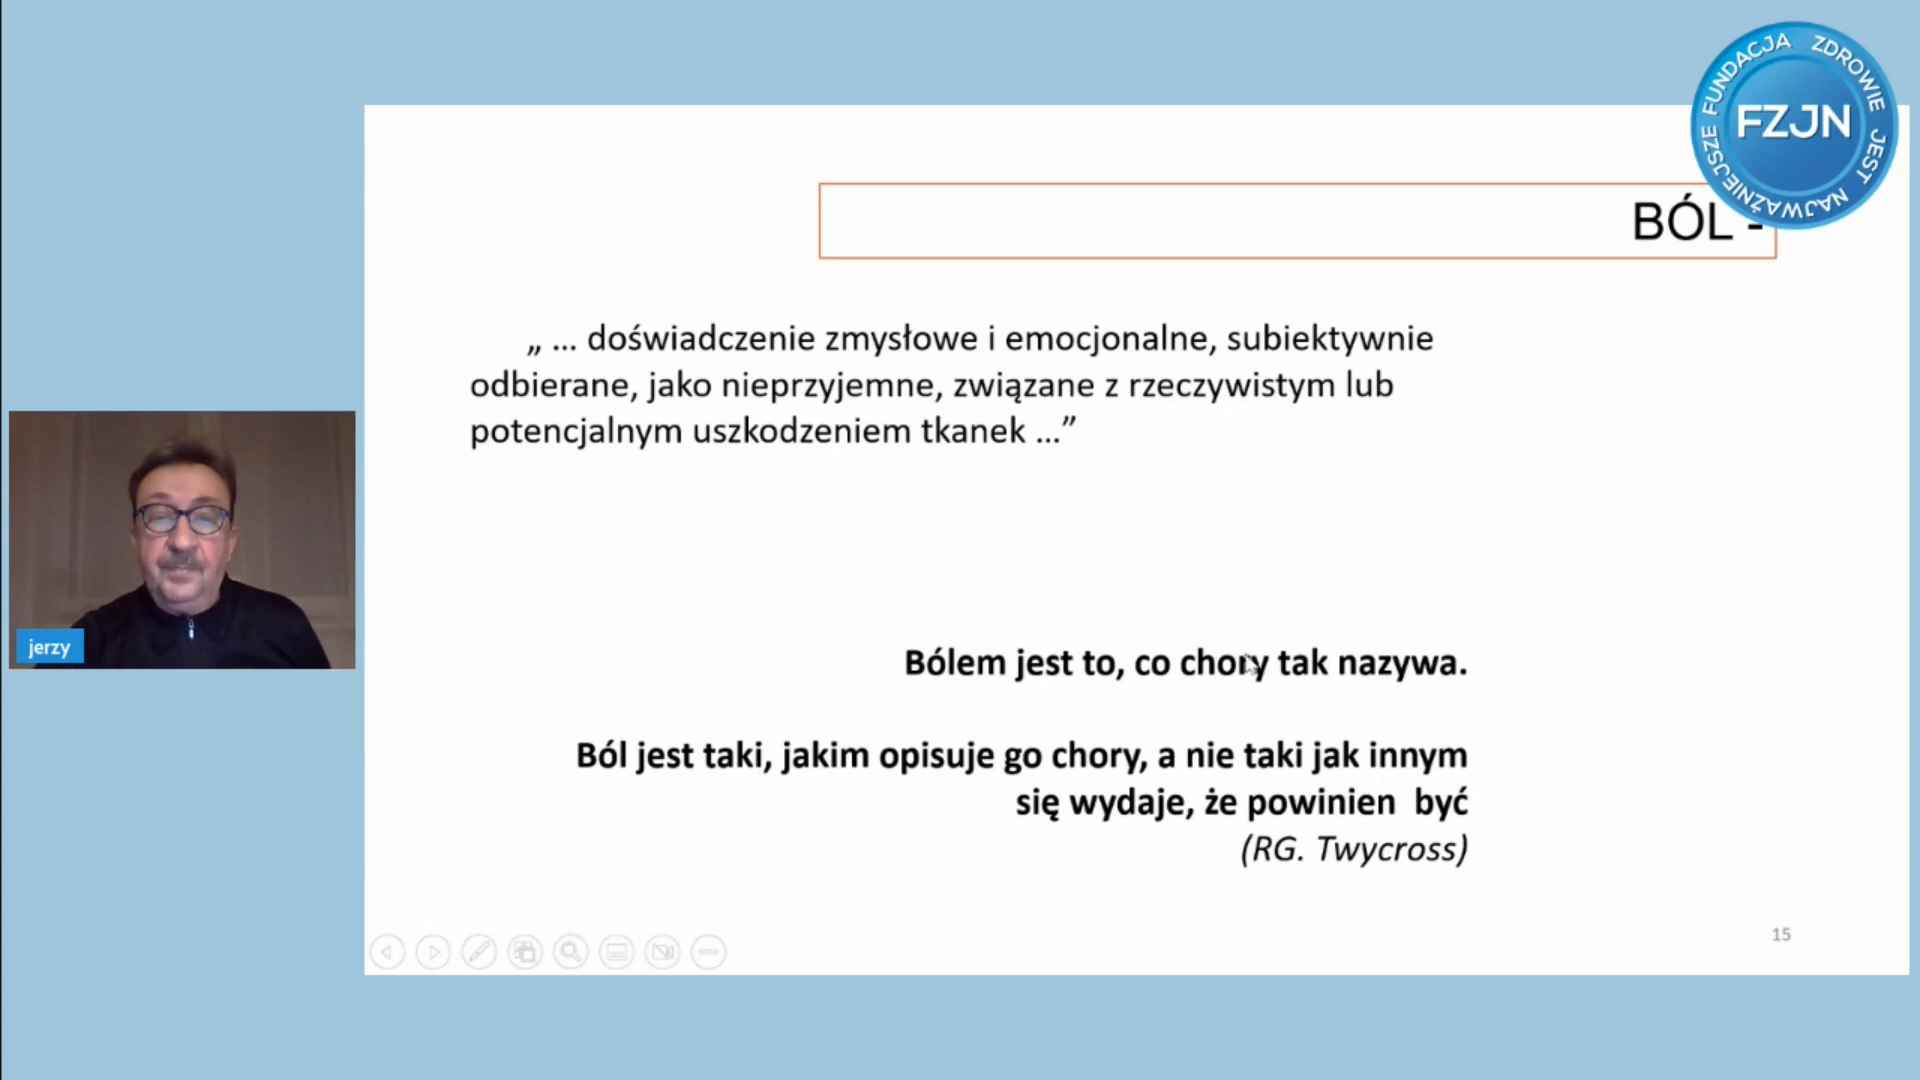 FUNDACJA ZDROWIE JEST NAJWAŻNIEJSZE
FZJN
BÓL -
„ ... doświadczenie zmysłowe i emocjonalne, subiektywnie
odbierane, jako nieprzyjemne, związane z rzeczywistym lub
potencjalnym uszkodzeniem tkanek ...”
jerzy
Bólem jest to, co chory tak nazywa.
Ból jest taki, jakim opisuje go chory, a nie taki jak innym
się wydaje, że powinien być
(RG. Twycross)
15